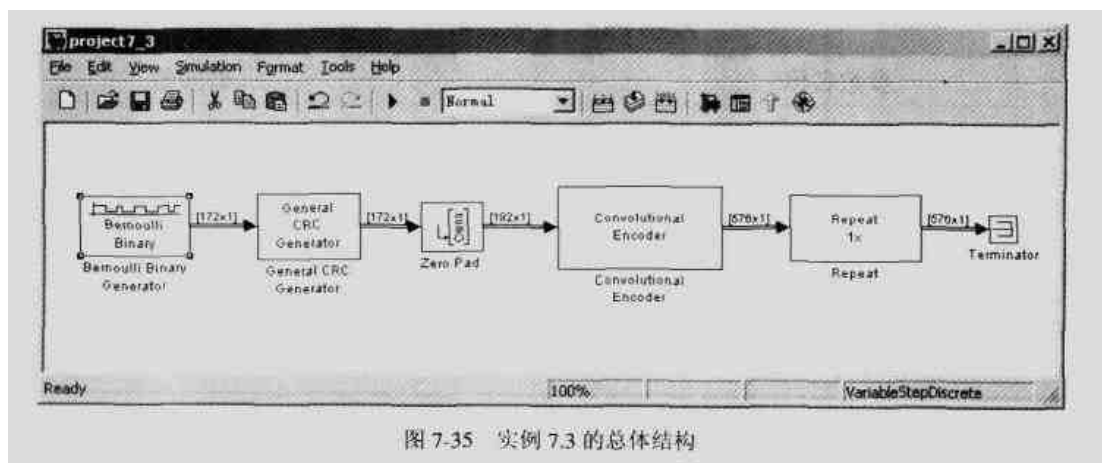 project7_3
File Edit View Simulation Format Tools Help
Normal
Bernoulli
Binary
Bernoulli Binary
Generator
[172x1]
General
CRC
Generator
General CRC
Generator
[172x1]
Zero Pad
[192x1]
Convolutional
Encoder
Convolutional
Encoder
[576x1]
Repeat
1x
Repeat
[576x1]
Terminator
Ready
100%
VariableStepDiscrete
图 7-35 实例 7.3 的总体结构